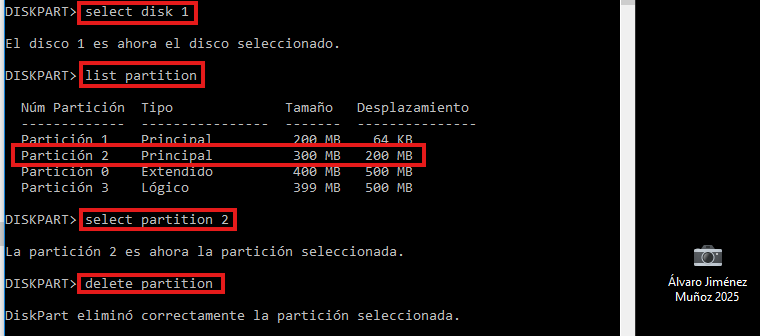 DISKPART> select disk 1
El disco 1 es ahora el disco seleccionado.
DISKPART> list partition
Núm Partición  Tipo              Tamaño   Desplazamiento
-------------  ----------------  -------  ---------------
Partición 1    Principal          200 MB    64 KB
Partición 2    Principal          300 MB   200 MB
Partición 0    Extendido          400 MB   500 MB
Partición 3    Lógico             399 MB   500 MB
DISKPART> select partition 2
La partición 2 es ahora la partición seleccionada.
DISKPART> delete partition
DiskPart eliminó correctamente la partición seleccionada.
Álvaro Jiménez
Muñoz 2025